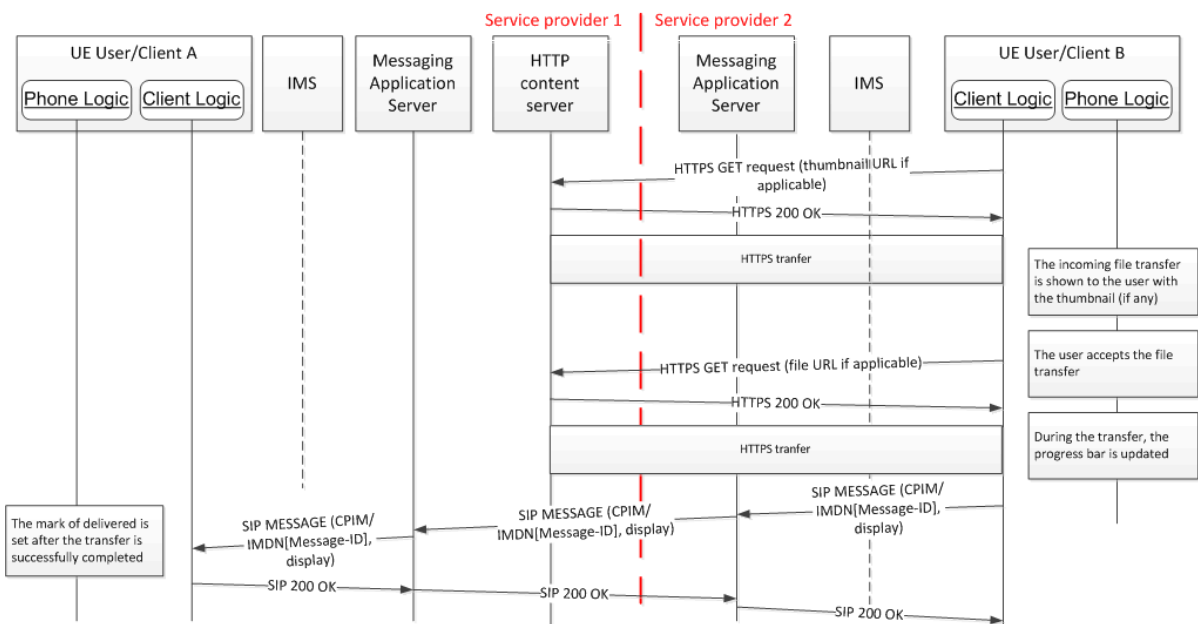 Service provider 1
Service provider 2
UE User/Client A
Phone Logic
Client Logic
IMS
Messaging
Application
Server
HTTP
content
server
Messaging
Application
Server
IMS
UE User/Client B
Client Logic
Phone Logic
HTTPS GET request (thumbnail URL if
applicable)
HTTPS 200 OK
HTTPS tranfer
The incoming file transfer
is shown to the user with
the thumbnail (if any)
The user accepts the file
transfer
HTTPS GET request (file URL if applicable)
HTTPS 200 OK
During the transfer, the
progress bar is updated
HTTPS tranfer
SIP MESSAGE (CPIM/
IMDN[Message-ID],
display)
SIP MESSAGE (CPIM/
IMDN[Message-ID], display)
SIP MESSAGE (CPIM/
IMDN[Message-ID],
display)
The mark of delivered is
set after the transfer is
successfully completed
SIP 200 OK
SIP 200 OK
SIP 200 OK